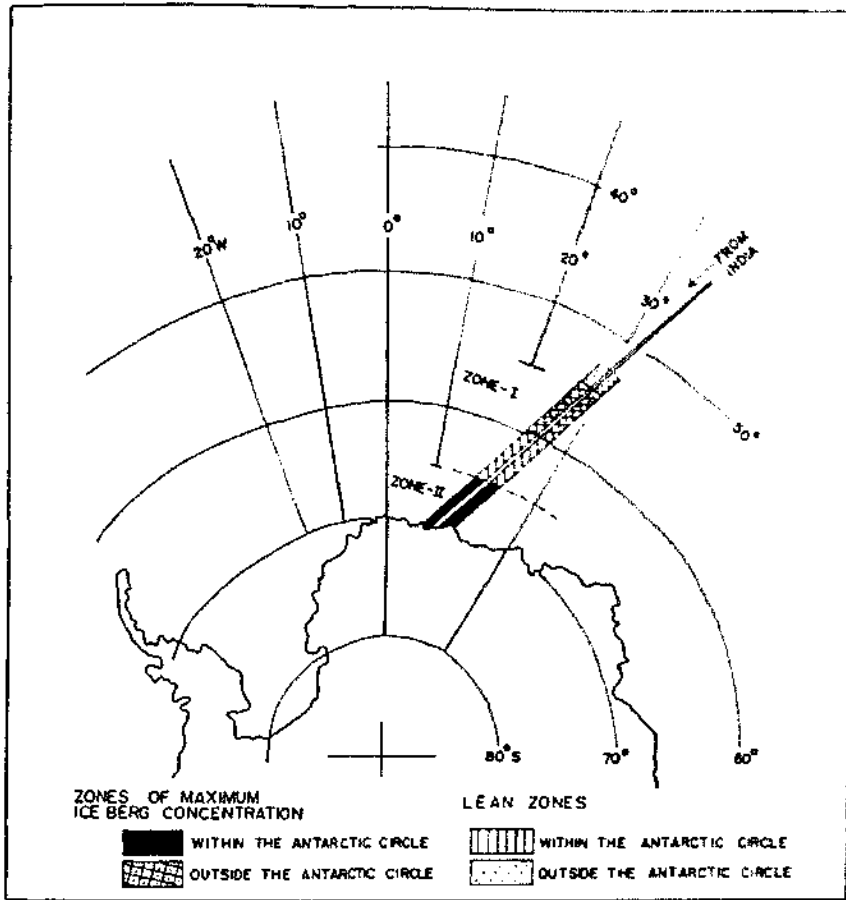 40°
20°W
10°
0°
10°
20°
30°
FROM
INDIA
ZONE-I
50°
ZONE-II
80°S
70°
60°
ZONES OF MAXIMUM
ICE BERG CONCENTRATION
WITHIN THE ANTARCTIC CIRCLE
OUTSIDE THE ANTARCTIC CIRCLE
LEAN ZONES
WITHIN THE ANTARCTIC CIRCLE
OUTSIDE THE ANTARCTIC CIRCLE